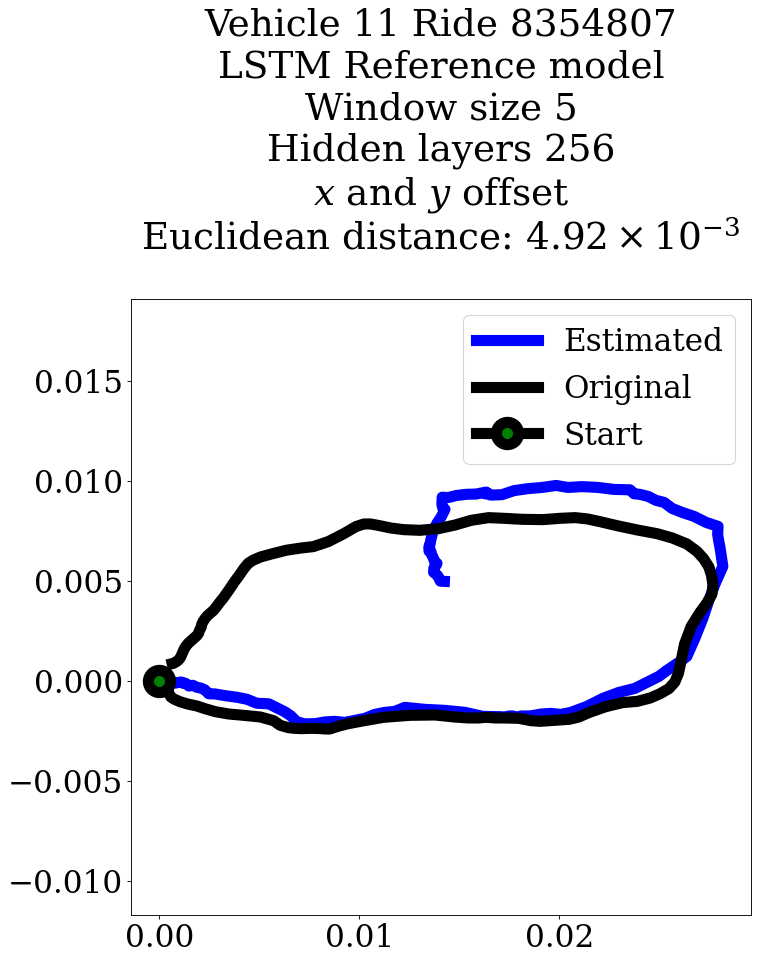 Vehicle 11 Ride 8354807
LSTM Reference model
Window size 5
Hidden layers 256
x and y offset
Euclidean distance: 4.92 × 10⁻³
Estimated
Original
Start
0.015
0.010
0.005
0.000
−0.005
−0.010
0.00 0.01 0.02